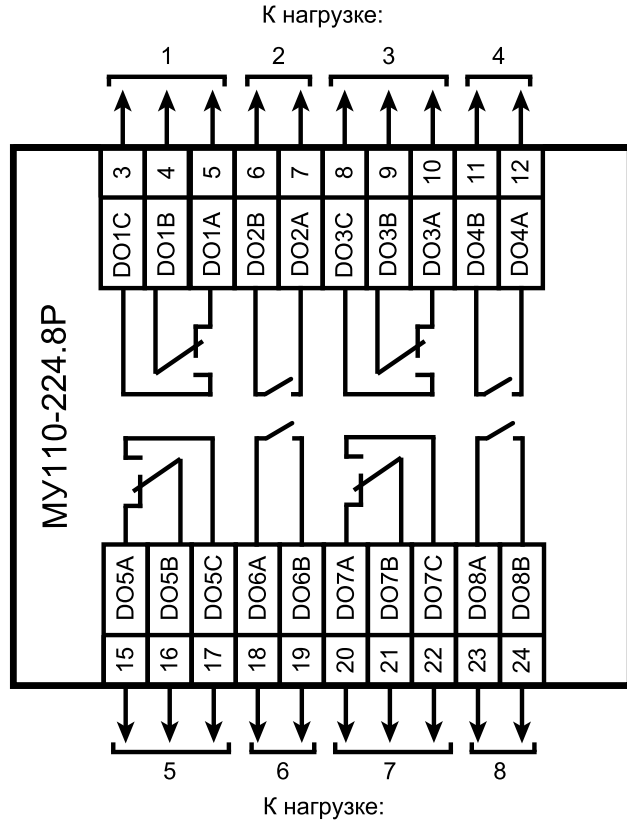 К нагрузке:
1 2 3 4
3 4 5 6 7 8 9 10 11 12
DO1C DO1B DO1A DO2B DO2A DO3C DO3B DO3A DO4B DO4A
МУ110-224.8Р
DO5A DO5B DO5C DO6A DO6B DO7A DO7B DO7C DO8A DO8B
15 16 17 18 19 20 21 22 23 24
5 6 7 8
К нагрузке: